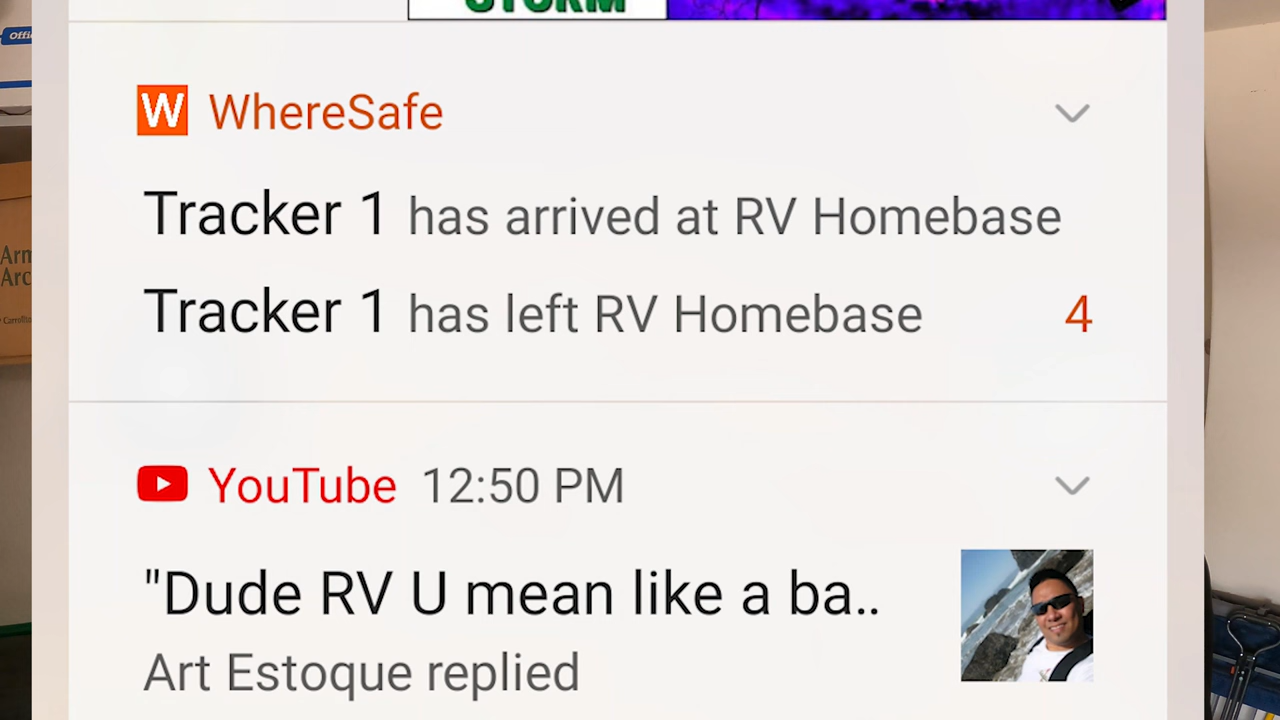 STORM
W WhereSafe
Tracker 1 has arrived at RV Homebase
Tracker 1 has left RV Homebase 4
YouTube 12:50 PM
"Dude RV U mean like a ba..
Art Estoque replied